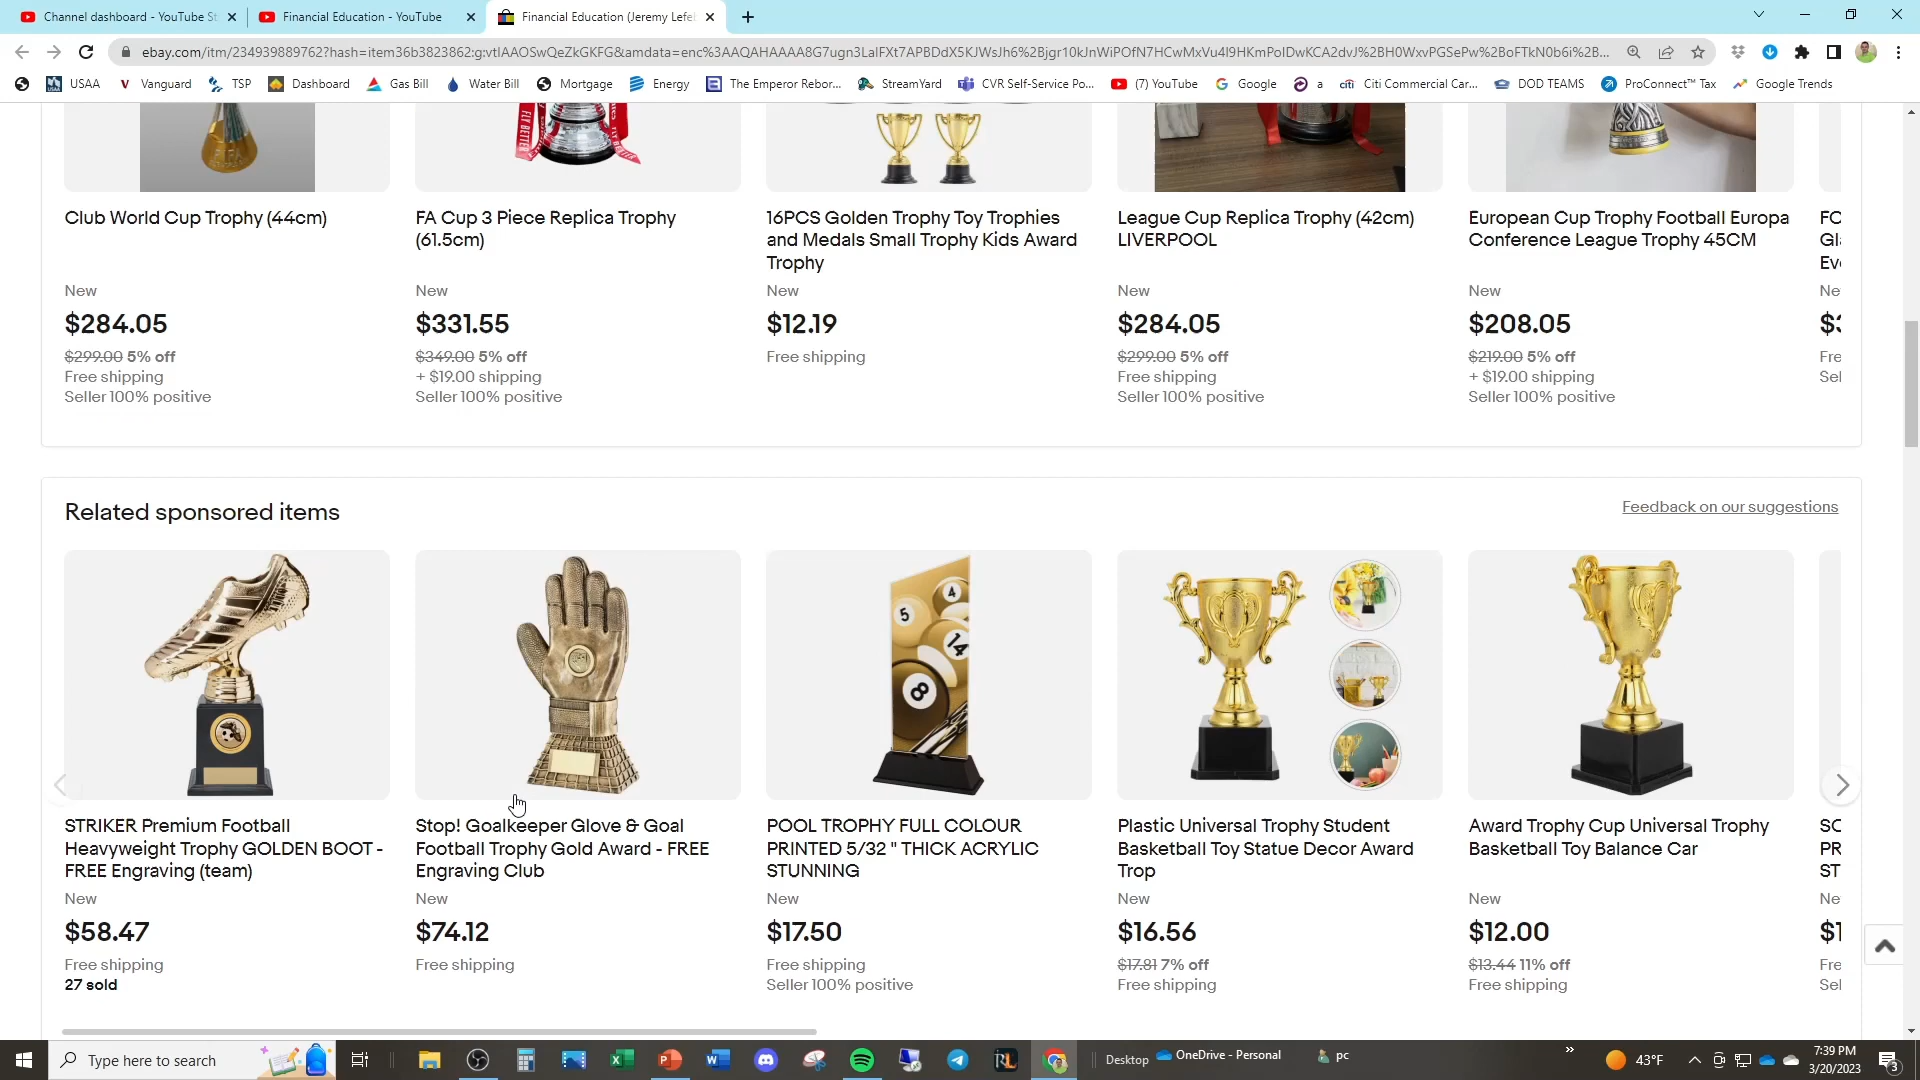 Channel dashboard - YouTube St
Financial Education - YouTube
Financial Education (Jeremy Lefe
ebay.com/itm/234939889762?hash=item36b3823862:g:vtIAAOSwQeZkGKFG&amdata=enc%3AAQAHAAAA8G7ugn3LaIFXt7APBDdX5KJWsJh6%2Bjgr10kJnWiPOfN7HCwMxVu4I9HKmPoIDwKCA2dvJ%2BH0WxvPGSePw%2BoFTkN0b6i%2B...
USAA
Vanguard
TSP
Dashboard
Gas Bill
Water Bill
Mortgage
Energy
The Emperor Rebor...
StreamYard
CVR Self-Service Po...
(7) YouTube
Google
a
Citi Commercial Car...
DOD TEAMS
ProConnect™ Tax
Google Trends
FLY BETTER
Club World Cup Trophy (44cm)
New
$284.05
$299.00 5% off
Free shipping
Seller 100% positive
FA Cup 3 Piece Replica Trophy
(61.5cm)
New
$331.55
$349.00 5% off
+ $19.00 shipping
Seller 100% positive
16PCS Golden Trophy Toy Trophies
and Medals Small Trophy Kids Award
Trophy
New
$12.19
Free shipping
League Cup Replica Trophy (42cm)
LIVERPOOL
New
$284.05
$299.00 5% off
Free shipping
Seller 100% positive
European Cup Trophy Football Europa
Conference League Trophy 45CM
New
$208.05
$219.00 5% off
+ $19.00 shipping
Seller 100% positive
Related sponsored items
Feedback on our suggestions
5
4
14
8
STRIKER Premium Football
Heavyweight Trophy GOLDEN BOOT -
FREE Engraving (team)
New
$58.47
Free shipping
27 sold
Stop! Goalkeeper Glove & Goal
Football Trophy Gold Award - FREE
Engraving Club
New
$74.12
Free shipping
POOL TROPHY FULL COLOUR
PRINTED 5/32 " THICK ACRYLIC
STUNNING
New
$17.50
Free shipping
Seller 100% positive
Plastic Universal Trophy Student
Basketball Toy Statue Decor Award
Trop
New
$16.56
$17.81 7% off
Free shipping
Award Trophy Cup Universal Trophy
Basketball Toy Balance Car
New
$12.00
$13.44 11% off
Free shipping
Type here to search
Desktop
OneDrive - Personal
pc
43°F
7:39 PM
3/20/2023
3